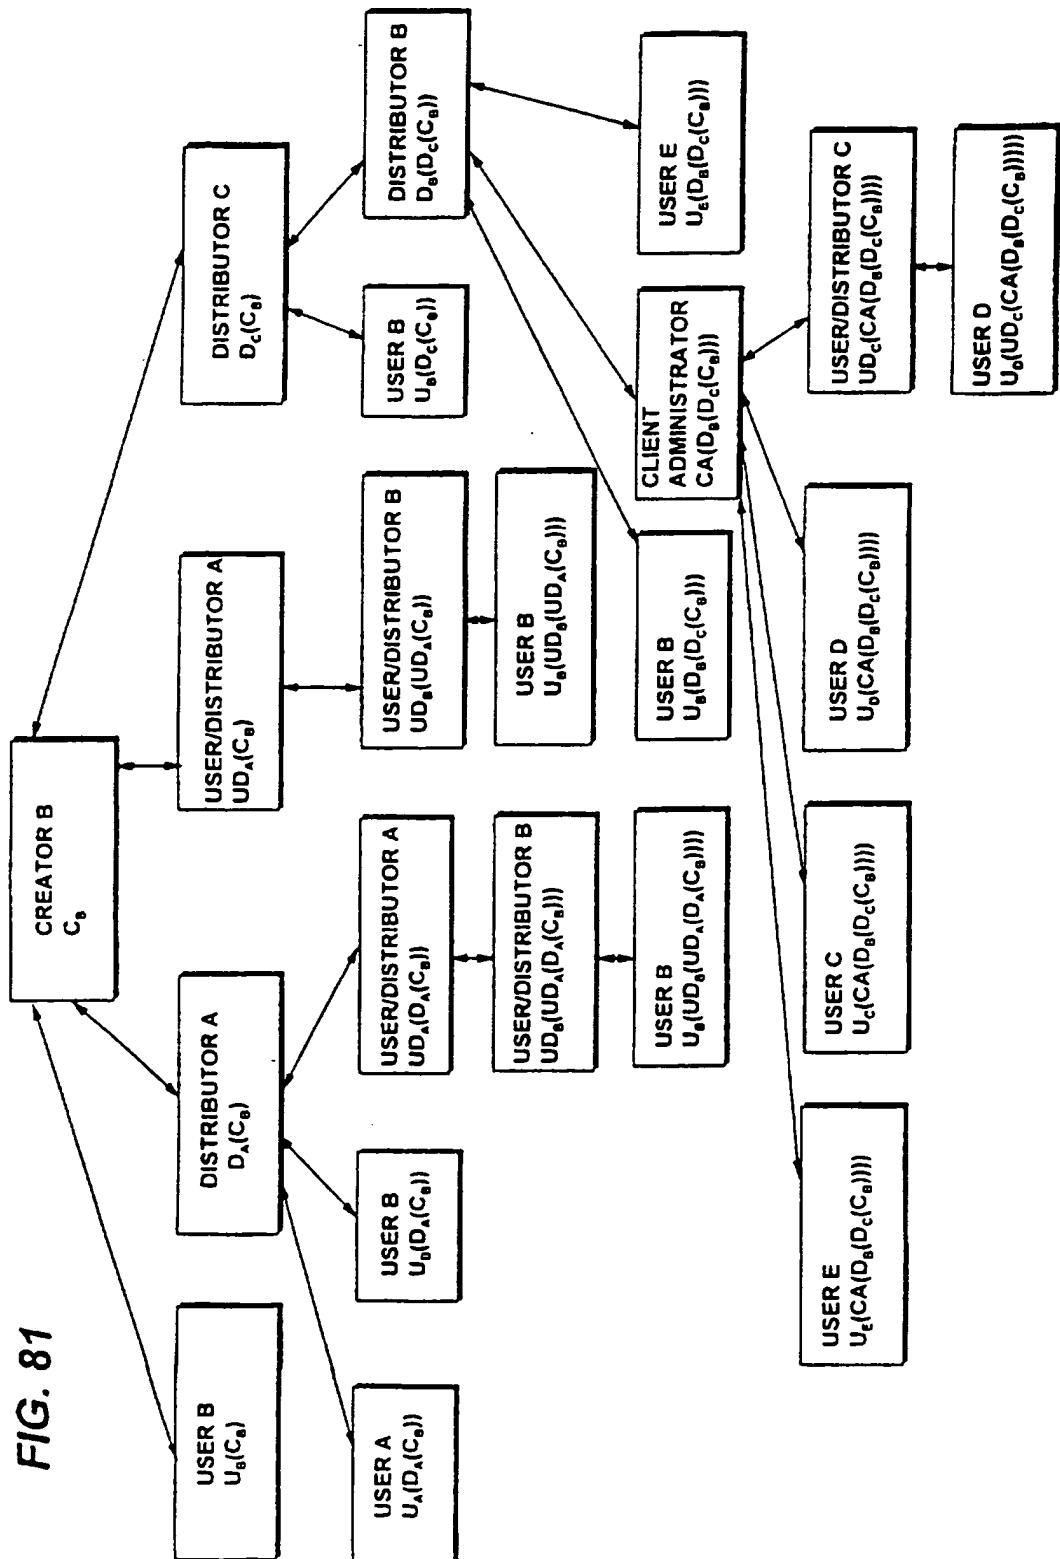 FIG. 81
CREATOR B
C_B
USER B
U_B(C_B)
DISTRIBUTOR A
D_A(C_B)
USER/DISTRIBUTOR A
UD_A(C_B)
DISTRIBUTOR C
D_C(C_B)
USER A
U_A(D_A(C_B))
USER B
U_D(D_A(C_B))
USER/DISTRIBUTOR A
UD_A(D_A(C_B))
USER/DISTRIBUTOR B
UD_B(UD_A(C_B))
USER B
U_B(D_C(C_B))
DISTRIBUTOR B
D_B(D_C(C_B))
USER/DISTRIBUTOR B
UD_B(UD_A(D_A(C_B)))
USER B
U_B(UD_B(UD_A(C_B)))
USER B
U_B(UD_B(UD_A(D_A(C_B))))
USER B
U_B(D_B(D_C(C_B)))
CLIENT
ADMINISTRATOR
CA(D_B(D_C(C_B)))
USER E
U_E(D_B(D_C(C_B)))
USER E
U_E(CA(D_B(D_C(C_B))))
USER C
U_C(CA(D_B(D_C(C_B))))
USER D
U_D(CA(D_B(D_C(C_B))))
USER/DISTRIBUTOR C
UD_C(CA(D_B(D_C(C_B))))
USER D
U_D(UD_C(CA(D_B(D_C(C_B)))))